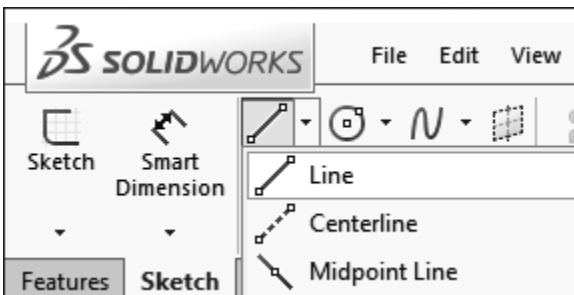 SOLIDWORKS File Edit View
Sketch Smart Dimension
Line
Centerline
Midpoint Line
Features Sketch